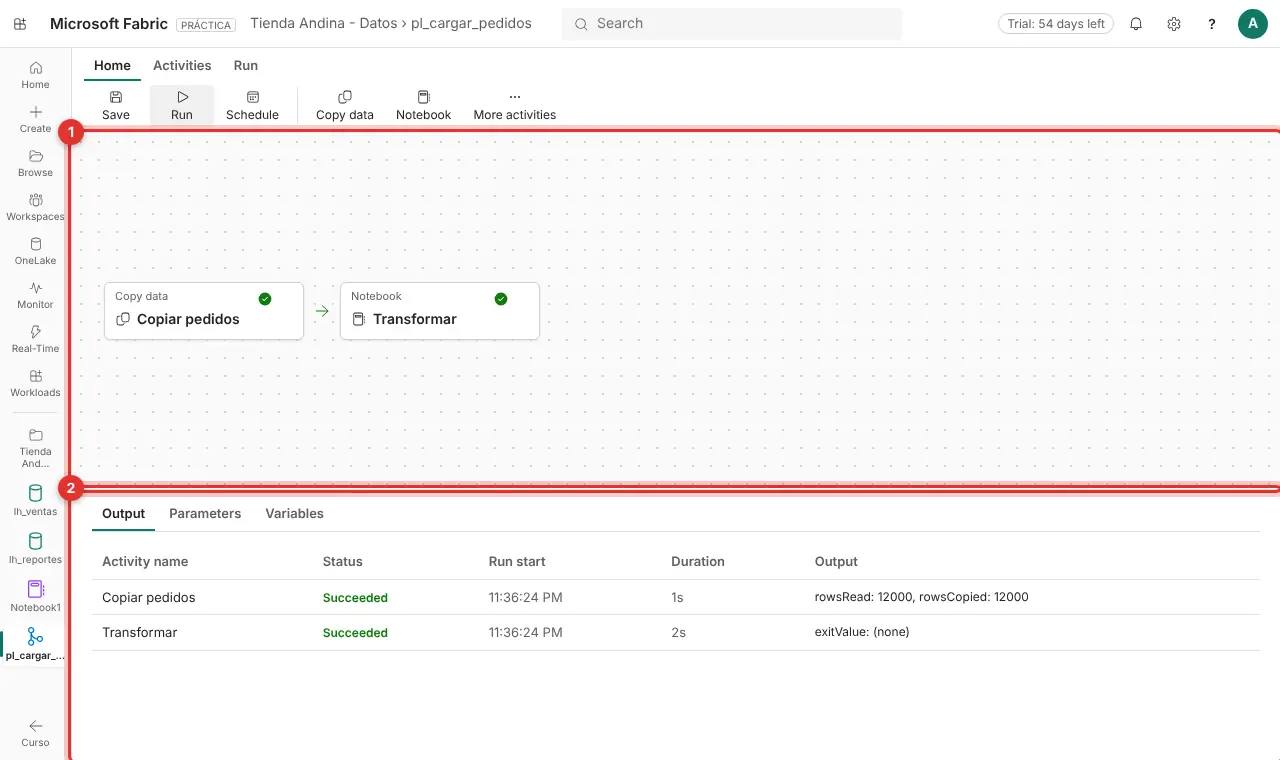 Microsoft Fabric PRÁCTICA Tienda Andina - Datos › pl_cargar_pedidos Search Trial: 54 days left ? A
Home Activities Run
Save Run Schedule Copy data Notebook More activities
Home
Create
Browse
Workspaces
OneLake
Monitor
Real-Time
Workloads
Tienda
And...
lh_ventas
lh_reportes
Notebook1
pl_cargar_...
Curso
1
Copy data
Copiar pedidos
Notebook
Transformar
2
Output Parameters Variables
Activity name Status Run start Duration Output
Copiar pedidos Succeeded 11:36:24 PM 1s rowsRead: 12000, rowsCopied: 12000
Transformar Succeeded 11:36:24 PM 2s exitValue: (none)